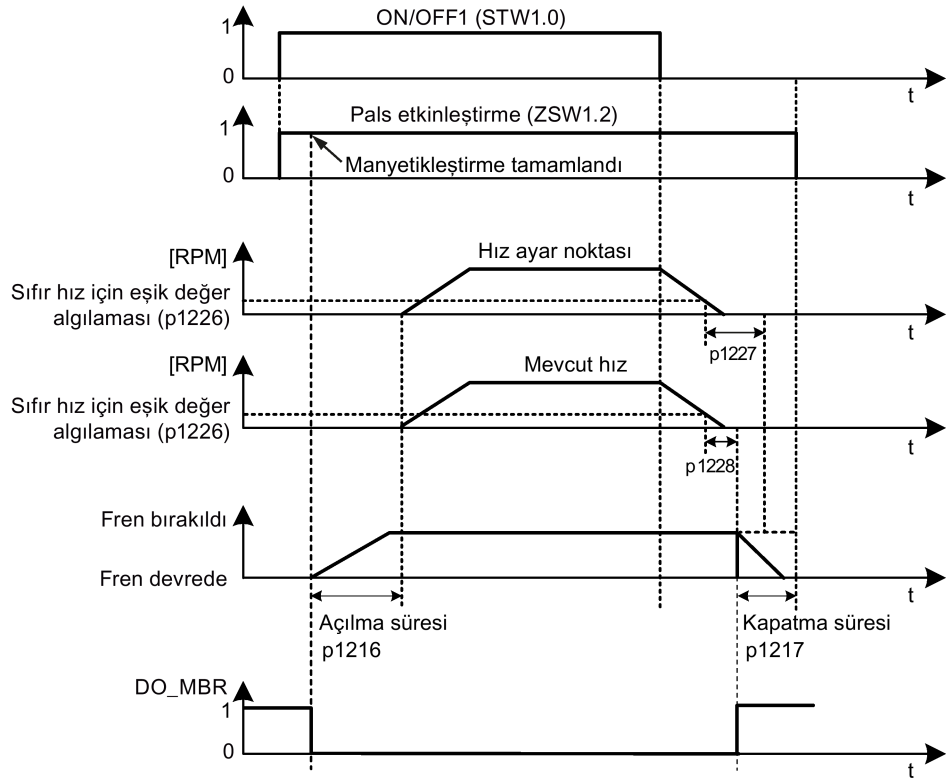 ON/OFF1 (STW1.0)
1
0
t
Pals etkinleştirme (ZSW1.2)
1
Manyetikleştirme tamamlandı
0
t
[RPM]
Hız ayar noktası
Sıfır hız için eşik değer
algılaması (p1226)
t
p1227
[RPM]
Mevcut hız
Sıfır hız için eşik değer
algılaması (p1226)
t
p1228
Fren bırakıldı
Fren devrede
t
Açılma süresi
p1216
Kapatma süresi
p1217
DO_MBR
1
0
t